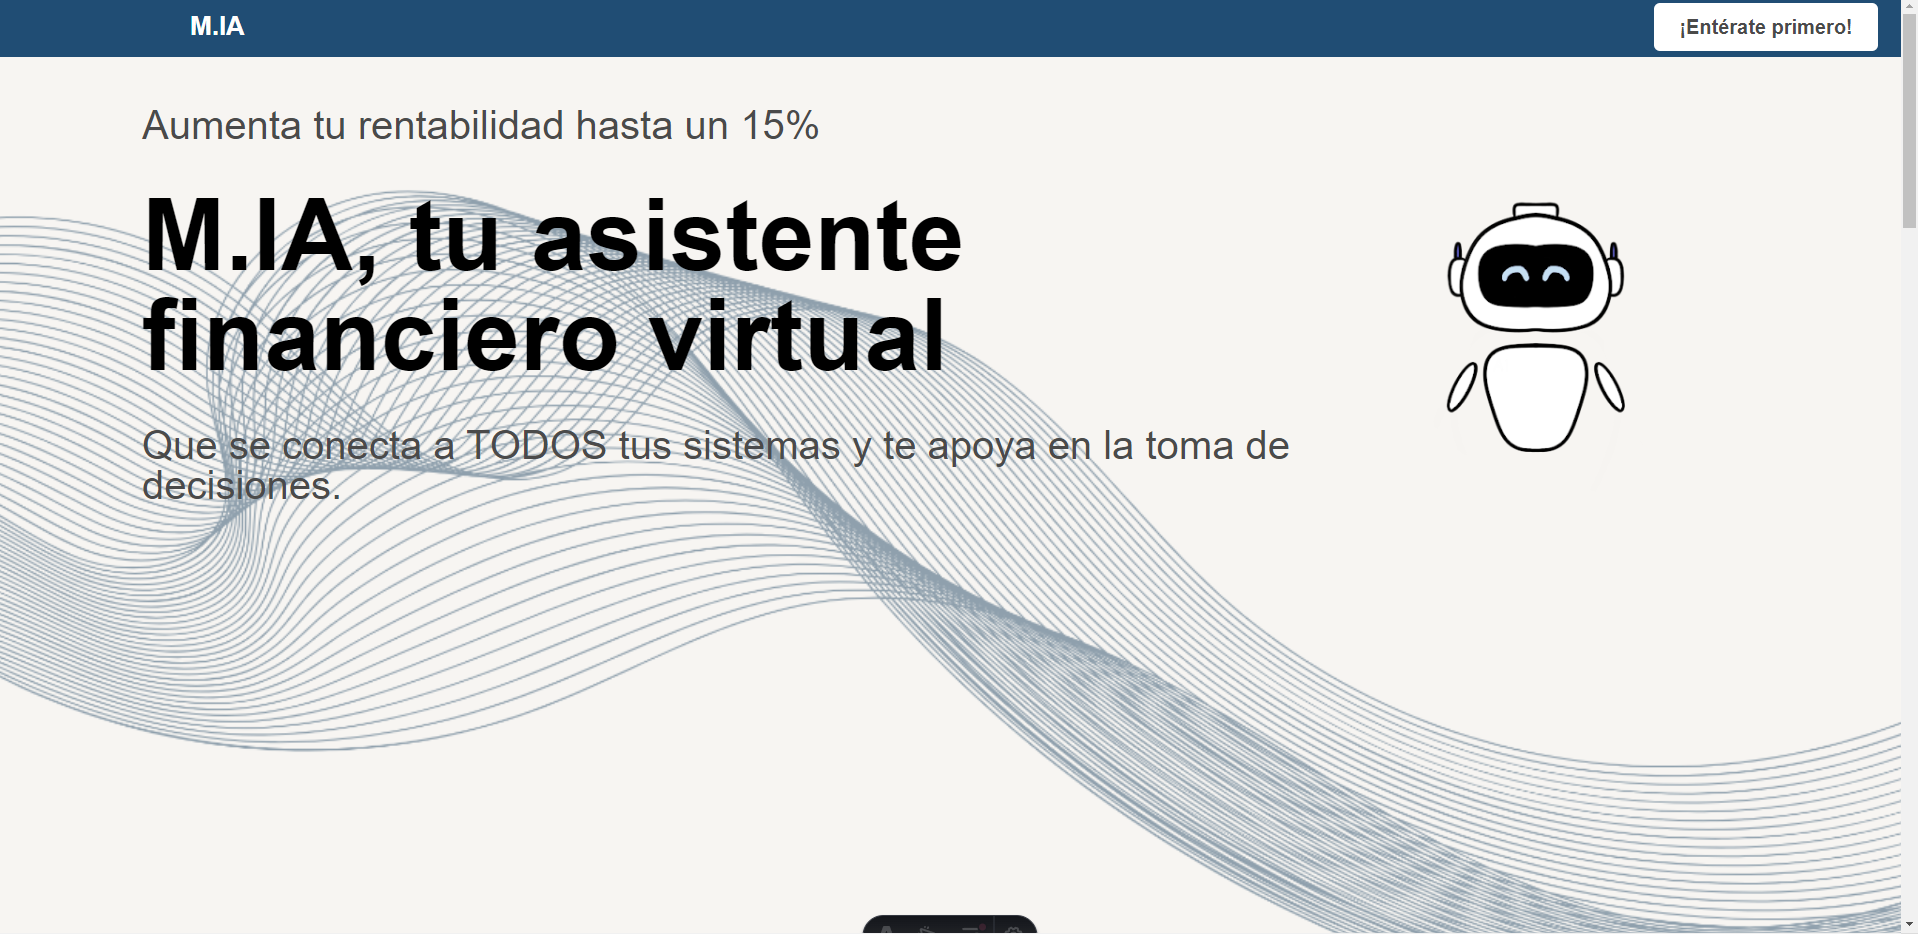 M.IA
¡Entérate primero!
Aumenta tu rentabilidad hasta un 15%
M.IA, tu asistente
financiero virtual
Que se conecta a TODOS tus sistemas y te apoya en la toma de
decisiones.